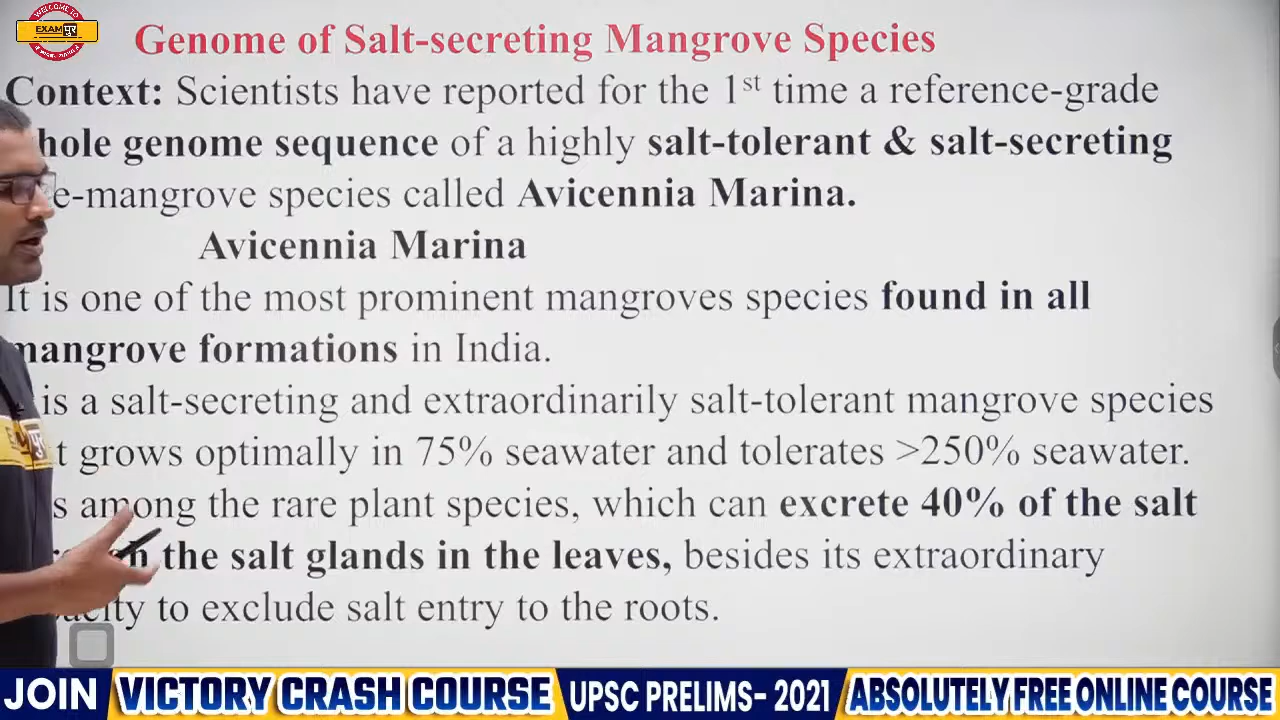 WELCOME TO
EXAM पुर
Genome of Salt-secreting Mangrove Species
Context: Scientists have reported for the 1st time a reference-grade
hole genome sequence of a highly salt-tolerant & salt-secreting
e-mangrove species called Avicennia Marina.
Avicennia Marina
It is one of the most prominent mangroves species found in all
mangrove formations in India.
is a salt-secreting and extraordinarily salt-tolerant mangrove species
t grows optimally in 75% seawater and tolerates >250% seawater.
s among the rare plant species, which can excrete 40% of the salt
h the salt glands in the leaves, besides its extraordinary
acity to exclude salt entry to the roots.
JOIN VICTORY CRASH COURSE UPSC PRELIMS- 2021 ABSOLUTELY FREE ONLINE COURSE